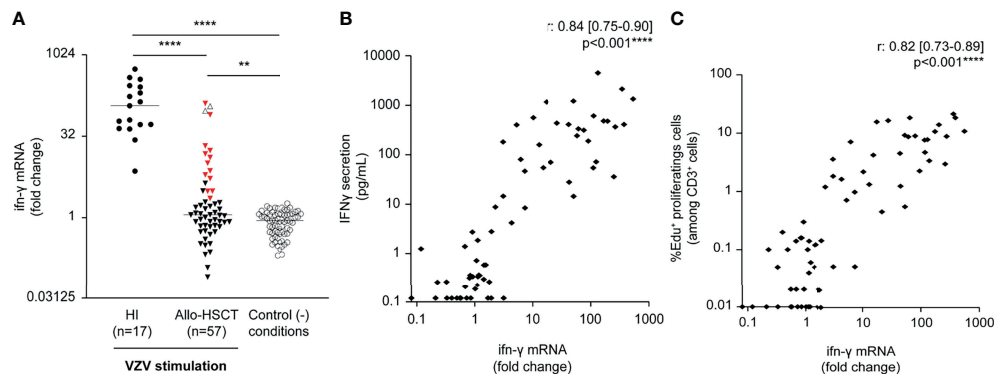 A
ifn-γ mRNA
(fold change)
1024
32
1
0.03125
****
****
**
HI
(n=17)
Allo-HSCT
(n=57)
Control (-)
conditions
VZV stimulation
B
r: 0.84 [0.75-0.90]
p<0.001****
IFNγ secretion
(pg/mL)
10000
1000
100
10
1
0.1
0.1
1
10
100
1000
ifn-γ mRNA
(fold change)
C
r: 0.82 [0.73-0.89]
p<0.001****
%Edu+ proliferatings cells
(among CD3+ cells)
100
10
1
0.1
0.01
0.1
1
10
100
1000
ifn-γ mRNA
(fold change)